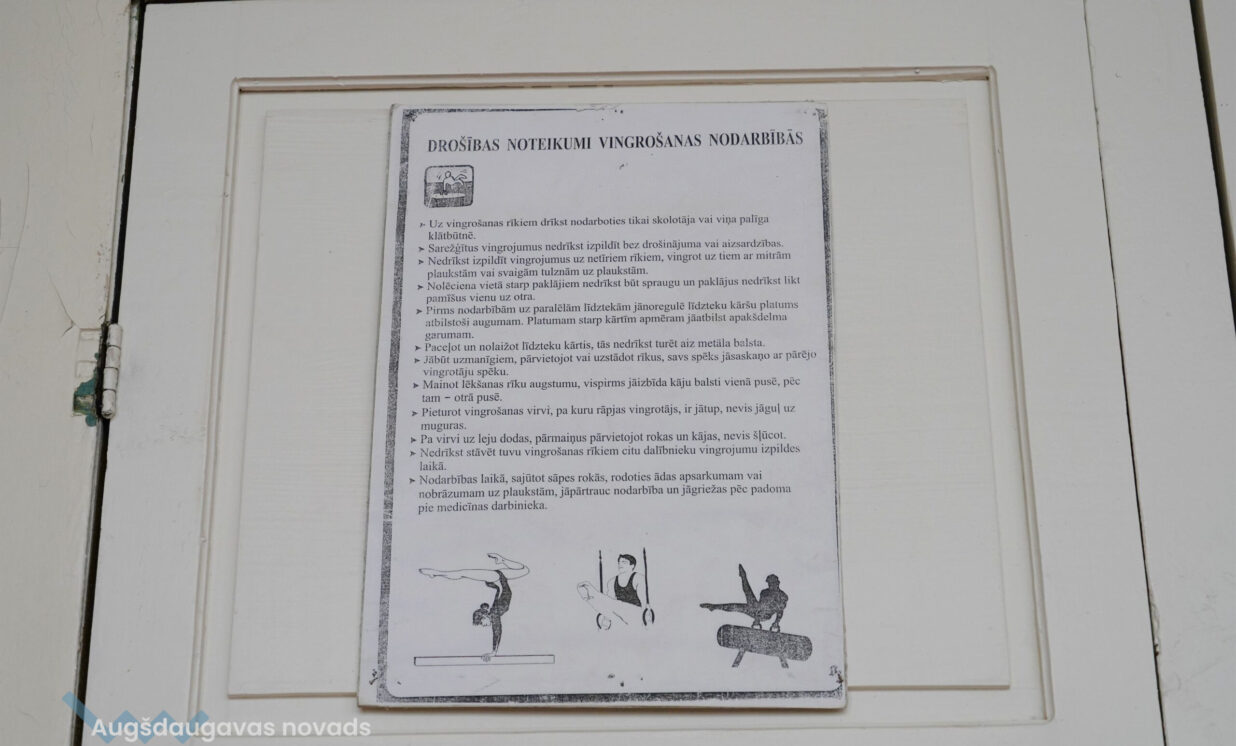 DROŠĪBAS NOTEIKUMI VINGROŠANAS NODARBĪBĀS
➢ Uz vingrošanas rīkiem drīkst nodarboties tikai skolotāja vai viņa palīga
klātbūtnē.
➢ Sarežģītus vingrojumus nedrīkst izpildīt bez drošinājuma vai aizsardzības.
➢ Nedrīkst izpildīt vingrojumus uz netīriem rīkiem, vingrot uz tiem ar mitrām
plaukstām vai svaigām tulznām uz plaukstām.
➢ Nolēciena vietā starp paklājiem nedrīkst būt spraugu un paklājus nedrīkst likt
pamīšus vienu uz otra.
➢ Pirms nodarbībām uz paralēlām līdztekām jānoregulē līdzteku kāršu platums
atbilstoši augumam. Platumam starp kārtīm apmēram jāatbilst apakšdelma
garumam.
➢ Paceļot un nolaižot līdzteku kārtis, tās nedrīkst turēt aiz metāla balsta.
➢ Jābūt uzmanīgiem, pārvietojot vai uzstādot rīkus, savs spēks jāsaskaņo ar pārējo
vingrotāju spēku.
➢ Mainot lēkšanas rīku augstumu, vispirms jāizbīda kāju balsti vienā pusē, pēc
tam – otrā pusē.
➢ Pieturot vingrošanas virvi, pa kuru rāpjas vingrotājs, ir jātup, nevis jāguļ uz
muguras.
➢ Pa virvi uz leju dodas, pārmaiņus pārvietojot rokas un kājas, nevis šļūcot.
➢ Nedrīkst stāvēt tuvu vingrošanas rīkiem citu dalībnieku vingrojumu izpildes
laikā.
➢ Nodarbības laikā, sajūtot sāpes rokās, rodoties ādas apsarkumam vai
nobrāzumam uz plaukstām, jāpārtrauc nodarbība un jāgriežas pēc padoma
pie medicīnas darbinieka.
Augšdaugavas novads